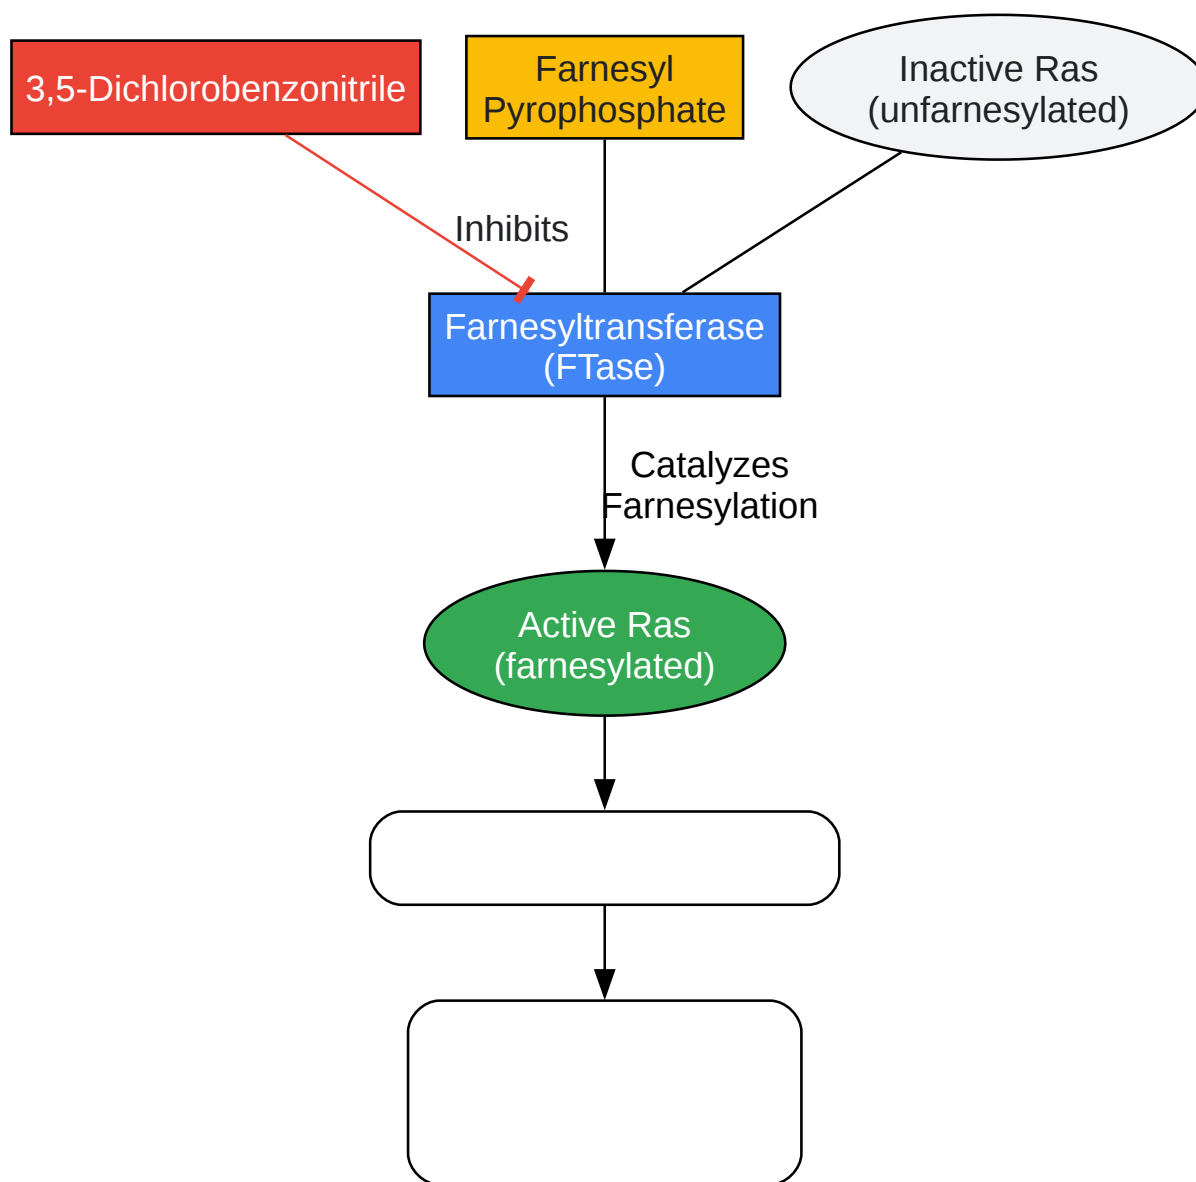 3,5-Dichlorobenzonitrile
Farnesyl
Pyrophosphate
Inactive Ras
(unfarnesylated)
Inhibits
Farnesyltransferase
(FTase)
Catalyzes
Farnesylation
Active Ras
(farnesylated)